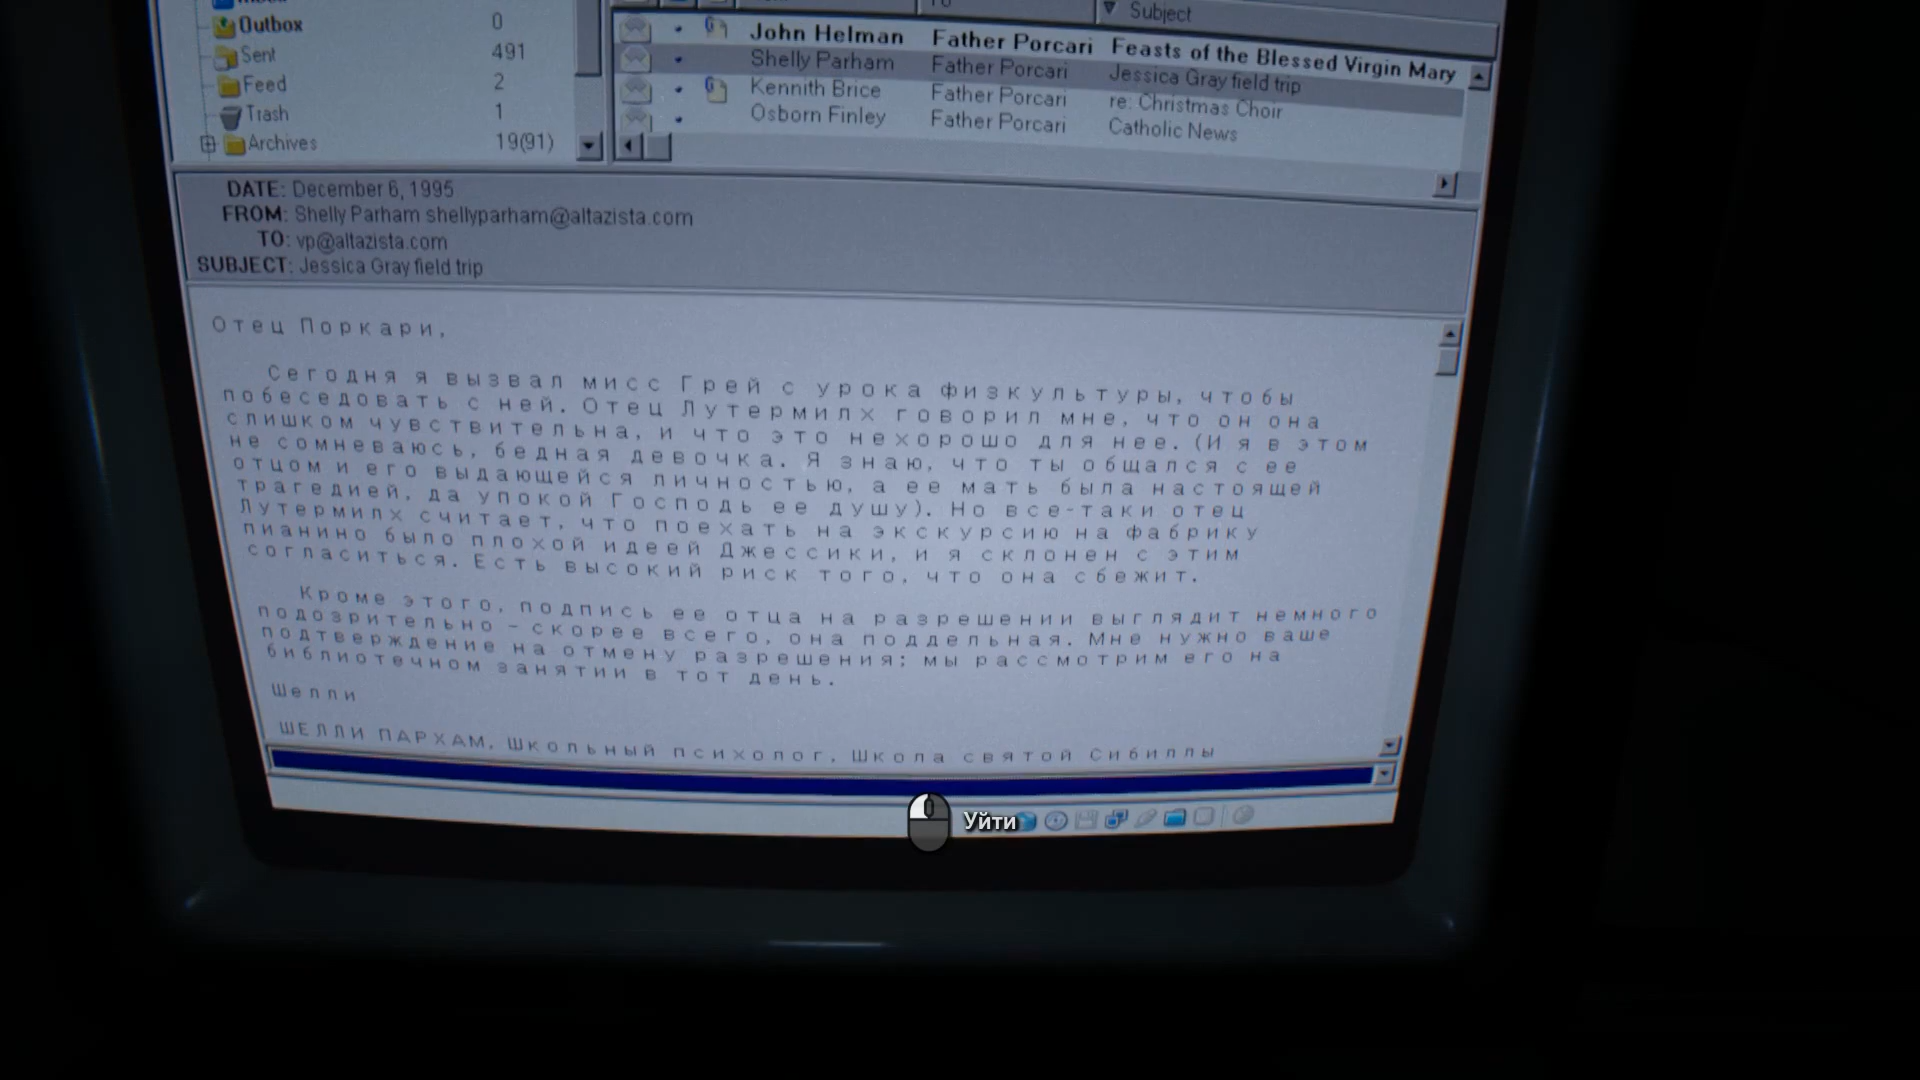 Outbox 0
Sent 491
Feed 2
Trash 1
Archives 19(91)
Subject
John Helman Father Porcari Feasts of the Blessed Virgin Mary
Shelly Parham Father Porcari Jessica Gray field trip
Kennith Brice Father Porcari re: Christmas Choir
Osborn Finley Father Porcari Catholic News
DATE: December 6, 1995
FROM: Shelly Parham shellyparham@altazista.com
TO: vp@altazista.com
SUBJECT: Jessica Gray field trip
Отец Поркари,
Сегодня я вызвал мисс Грей с урока физкультуры, чтобы
побеседовать с ней. Отец Лутермилх говорил мне, что он она
слишком чувствительна, и что это нехорошо для нее. (И я в этом
не сомневаюсь, бедная девочка. Я знаю, что ты общался с ее
отцом и его выдающейся личностью, а ее мать была настоящей
трагедией, да упокой Господь ее душу). Но все-таки отец
Лутермилх считает, что поехать на экскурсию на фабрику
пианино было плохой идеей Джессики, и я склонен с этим
согласиться. Есть высокий риск того, что она сбежит.
Кроме этого, подпись ее отца на разрешении выглядит немного
подозрительно – скорее всего, она поддельная. Мне нужно ваше
подтверждение на отмену разрешения; мы рассмотрим его на
библиотечном занятии в тот день.
Шелли
ШЕЛЛИ ПАРХАМ, Школьный психолог, Школа святой Сибиллы
Уйти